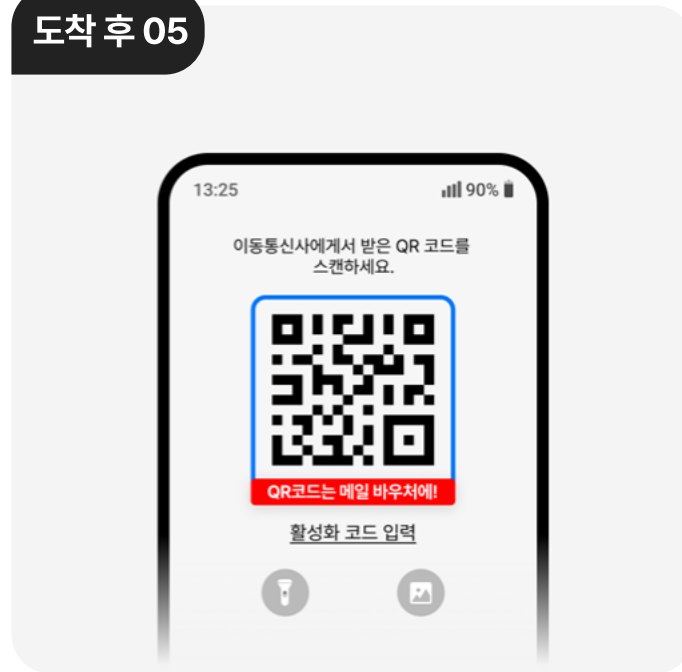 도착 후 05
13:25
90%
이동통신사에게서 받은 QR 코드를
스캔하세요.
QR코드는 메일 바우처에!
활성화 코드 입력